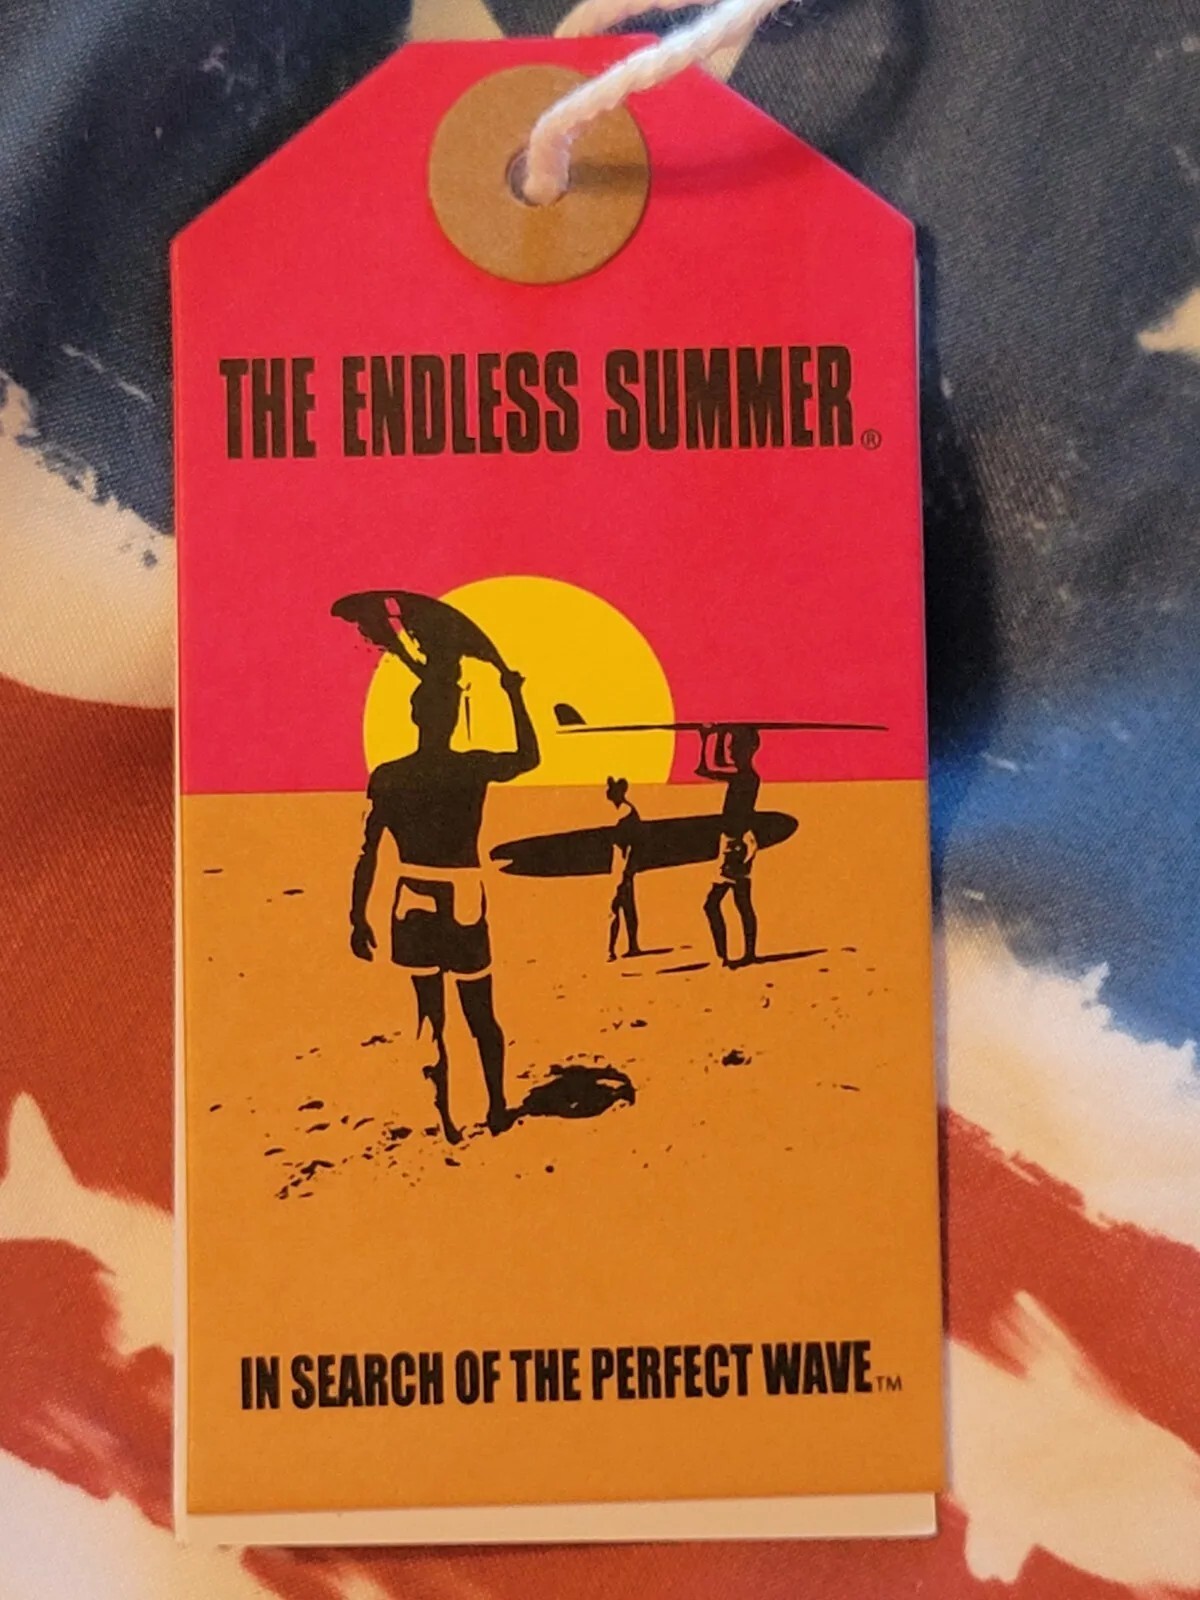 THE ENDLESS SUMMER®
IN SEARCH OF THE PERFECT WAVE™